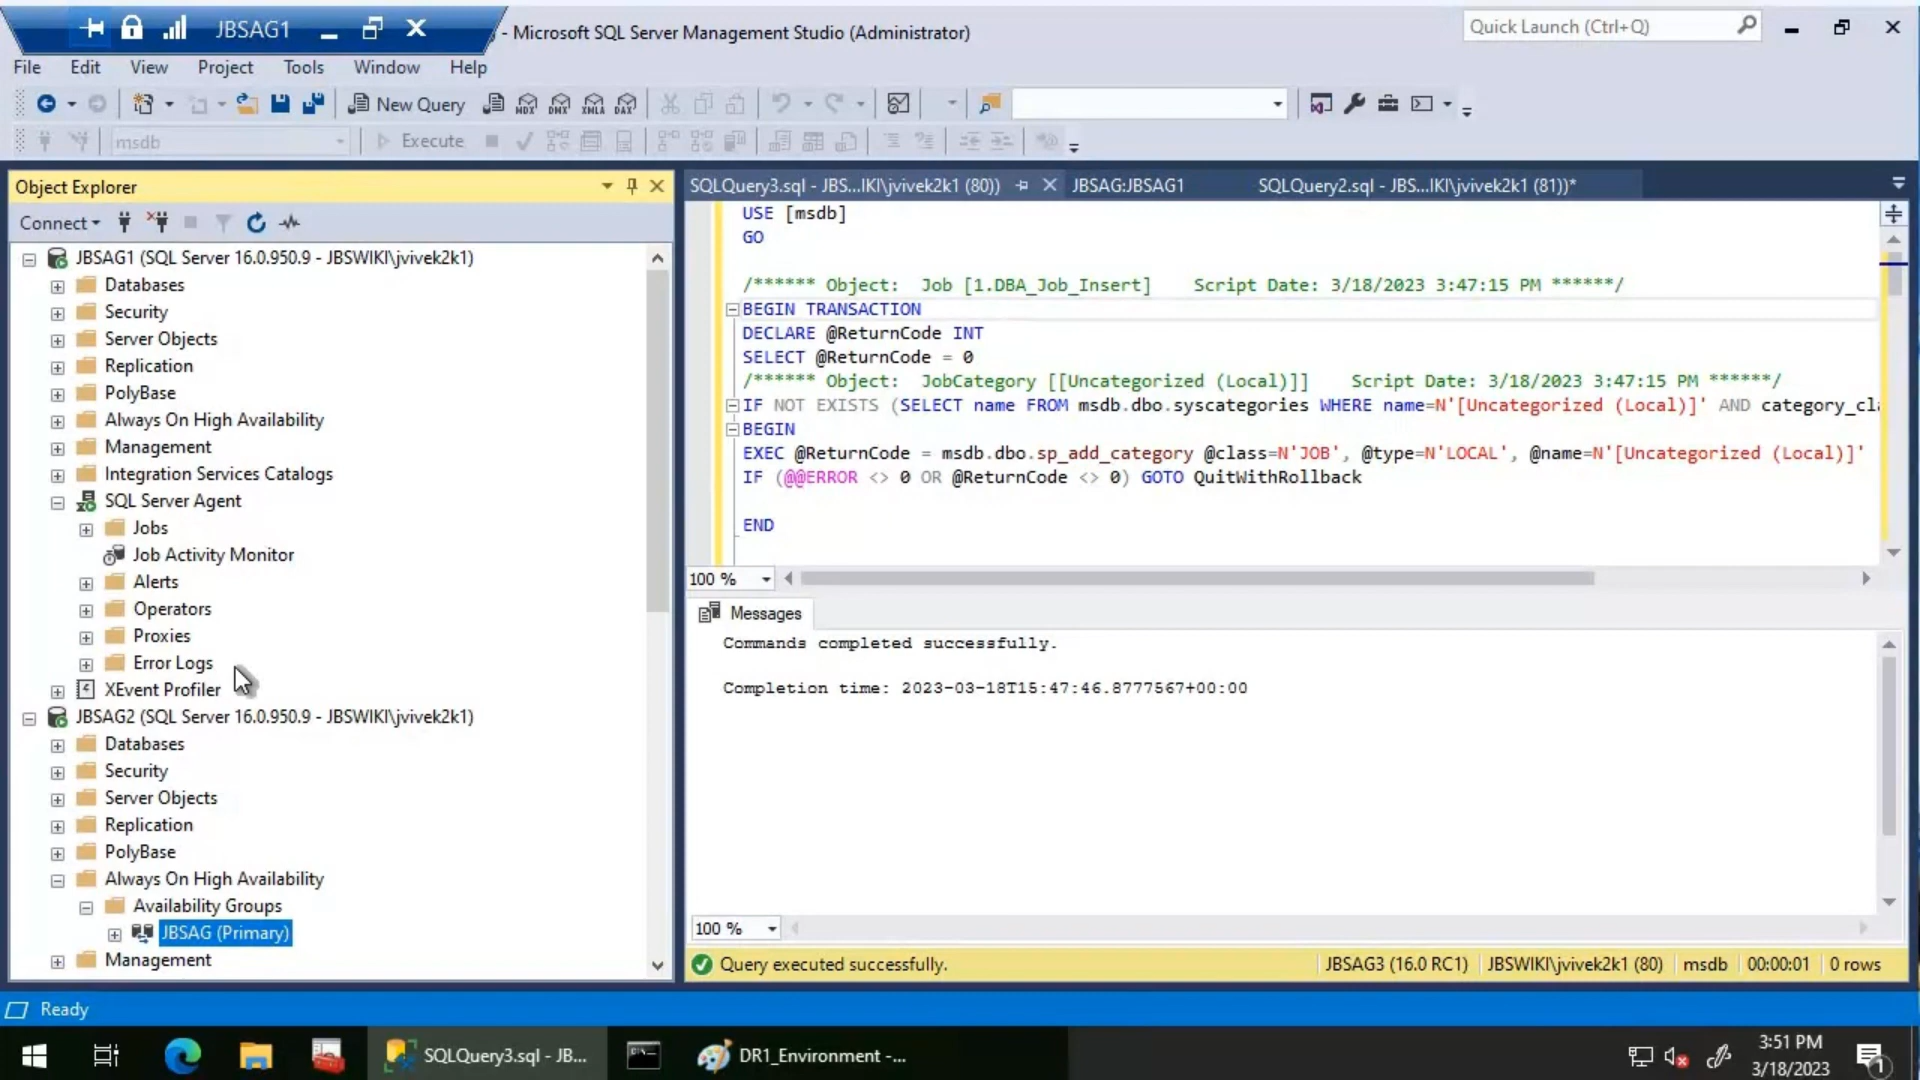 JBSAG1
- Microsoft SQL Server Management Studio (Administrator)
Quick Launch (Ctrl+Q)
File Edit View Project Tools Window Help
New Query
MDX DMX XMLA DAX
msdb
Execute
Object Explorer
Connect
JBSAG1 (SQL Server 16.0.950.9 - JBSWIKI\jvivek2k1)
Databases
Security
Server Objects
Replication
PolyBase
Always On High Availability
Management
Integration Services Catalogs
SQL Server Agent
Jobs
Job Activity Monitor
Alerts
Operators
Proxies
Error Logs
XEvent Profiler
JBSAG2 (SQL Server 16.0.950.9 - JBSWIKI\jvivek2k1)
Databases
Security
Server Objects
Replication
PolyBase
Always On High Availability
Availability Groups
JBSAG (Primary)
Management
SQLQuery3.sql - JBS...IKI\jvivek2k1 (80)) JBSAG:JBSAG1 SQLQuery2.sql - JBS...IKI\jvivek2k1 (81))*
USE [msdb]
GO
/****** Object: Job [1.DBA_Job_Insert] Script Date: 3/18/2023 3:47:15 PM ******/
BEGIN TRANSACTION
DECLARE @ReturnCode INT
SELECT @ReturnCode = 0
/****** Object: JobCategory [[Uncategorized (Local)]] Script Date: 3/18/2023 3:47:15 PM ******/
IF NOT EXISTS (SELECT name FROM msdb.dbo.syscategories WHERE name=N'[Uncategorized (Local)]' AND category_cl
BEGIN
EXEC @ReturnCode = msdb.dbo.sp_add_category @class=N'JOB', @type=N'LOCAL', @name=N'[Uncategorized (Local)]'
IF (@@ERROR <> 0 OR @ReturnCode <> 0) GOTO QuitWithRollback
END
100 %
Messages
Commands completed successfully.
Completion time: 2023-03-18T15:47:46.8777567+00:00
100 %
Query executed successfully. JBSAG3 (16.0 RC1) JBSWIKI\jvivek2k1 (80) msdb 00:00:01 0 rows
Ready
SQLQuery3.sql - JB...
DR1_Environment -...
3:51 PM
3/18/2023
1